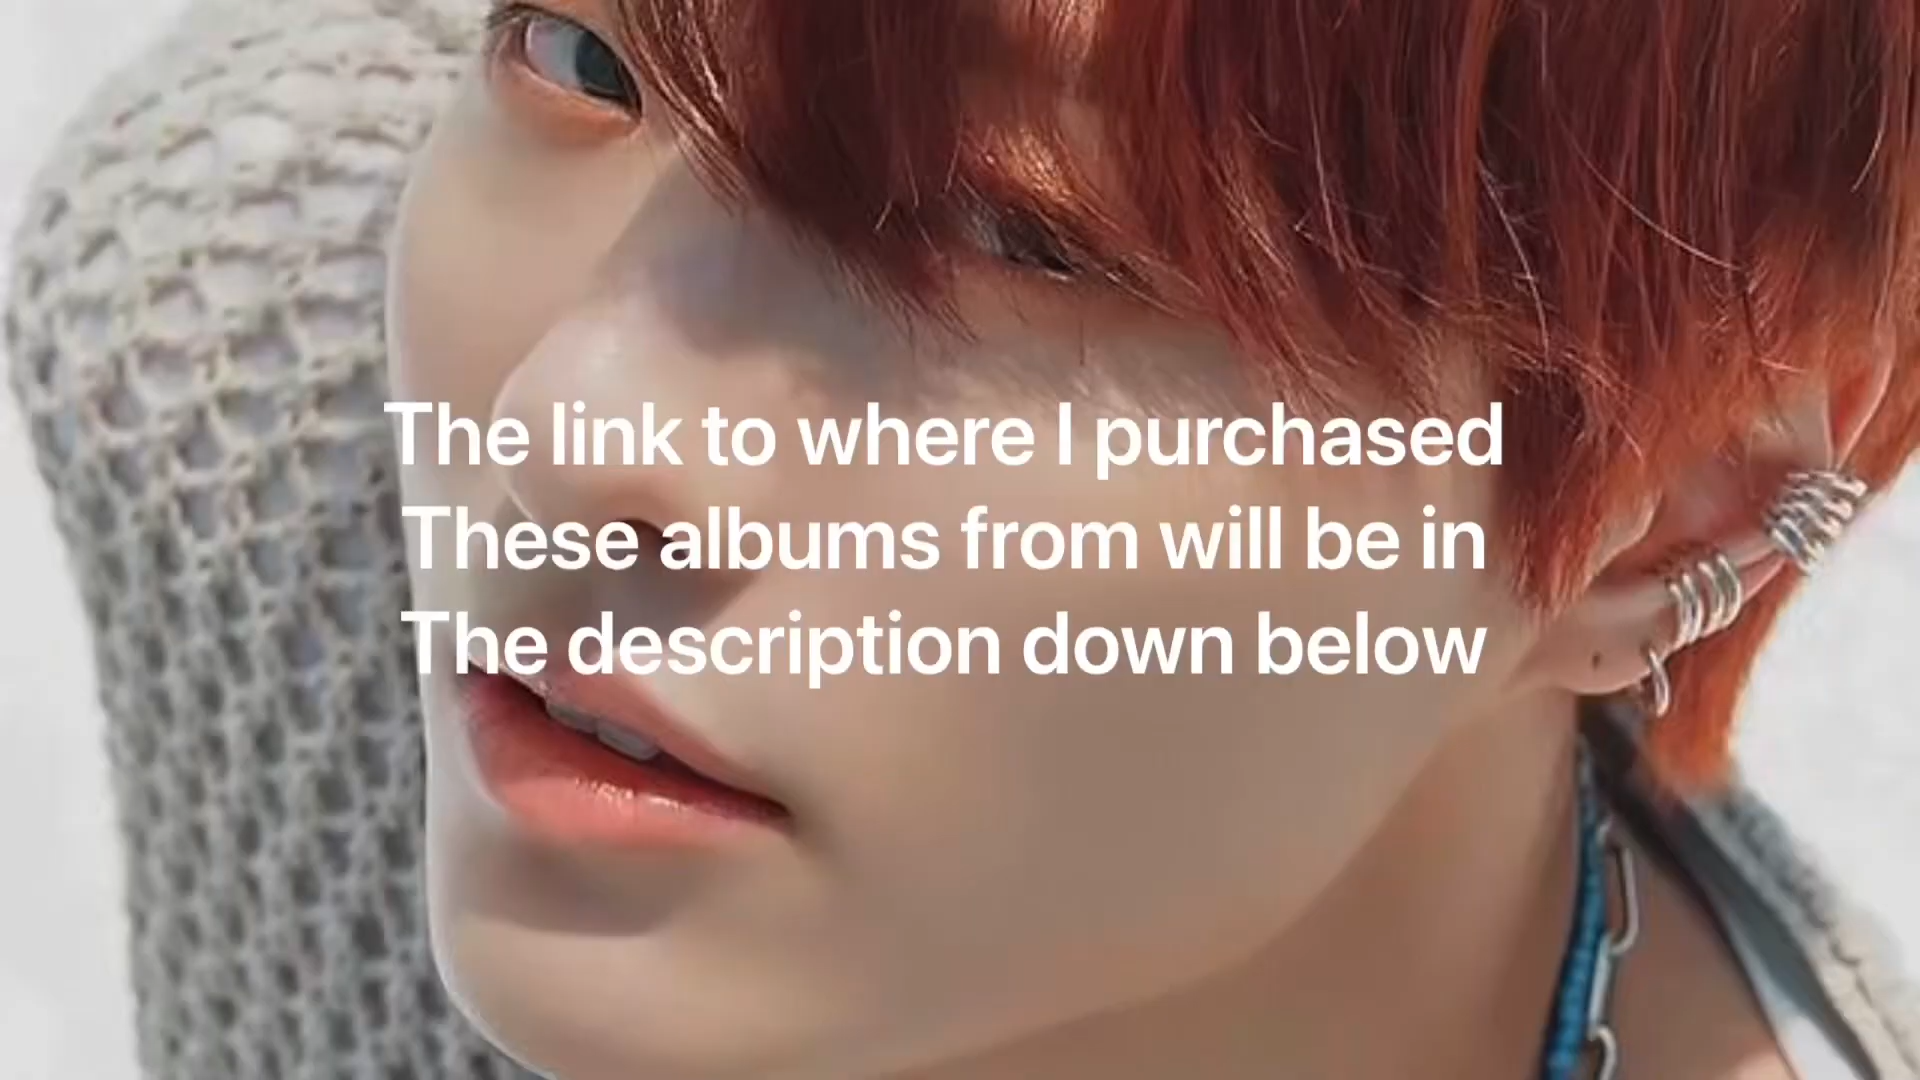 The link to where I purchased
These albums from will be in
The description down below